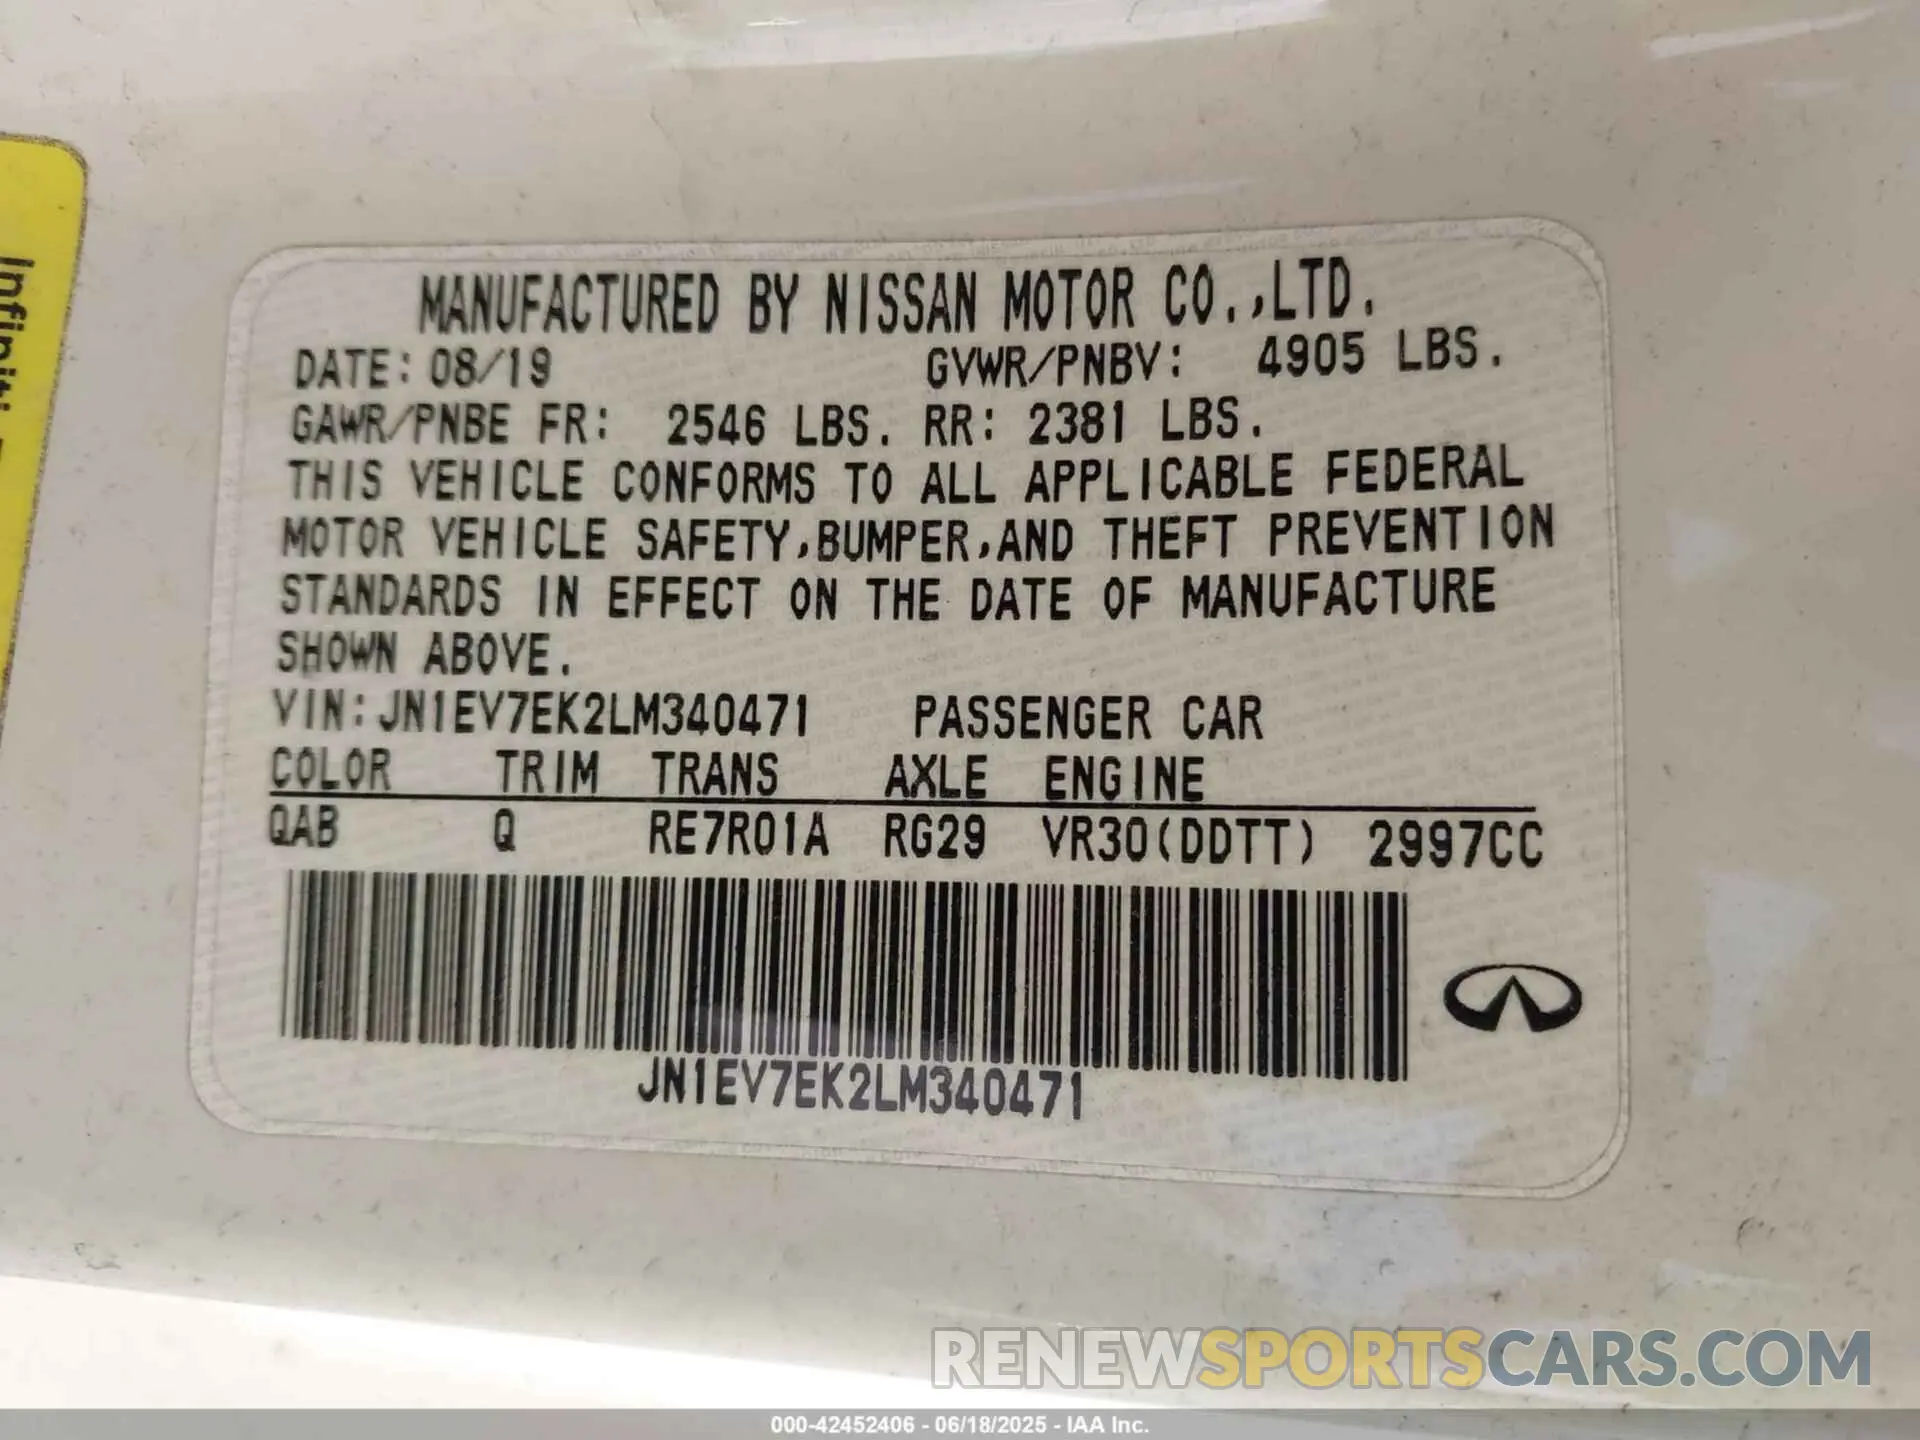 MANUFACTURED BY NISSAN MOTOR CO.,LTD.
DATE: 08/19 GVWR/PNBV: 4905 LBS.
GAWR/PNBE FR: 2546 LBS. RR: 2381 LBS.
THIS VEHICLE CONFORMS TO ALL APPLICABLE FEDERAL
MOTOR VEHICLE SAFETY,BUMPER,AND THEFT PREVENTION
STANDARDS IN EFFECT ON THE DATE OF MANUFACTURE
SHOWN ABOVE.
VIN:JN1EV7EK2LM340471 PASSENGER CAR
COLOR TRIM TRANS AXLE ENGINE
QAB Q RE7R01A RG29 VR30(DDTT) 2997CC
JN1EV7EK2LM340471
Infiniti
RENEWSPORTSCARS.COM
000-42452406 - 06/18/2025 - IAA Inc.